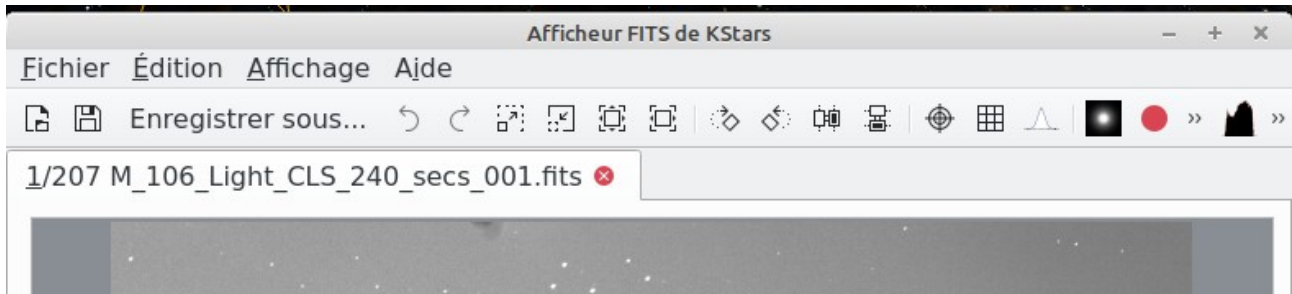 Afficheur FITS de KStars
Fichier Édition Affichage Aide
Enregistrer sous...
1/207 M_106_Light_CLS_240_secs_001.fits